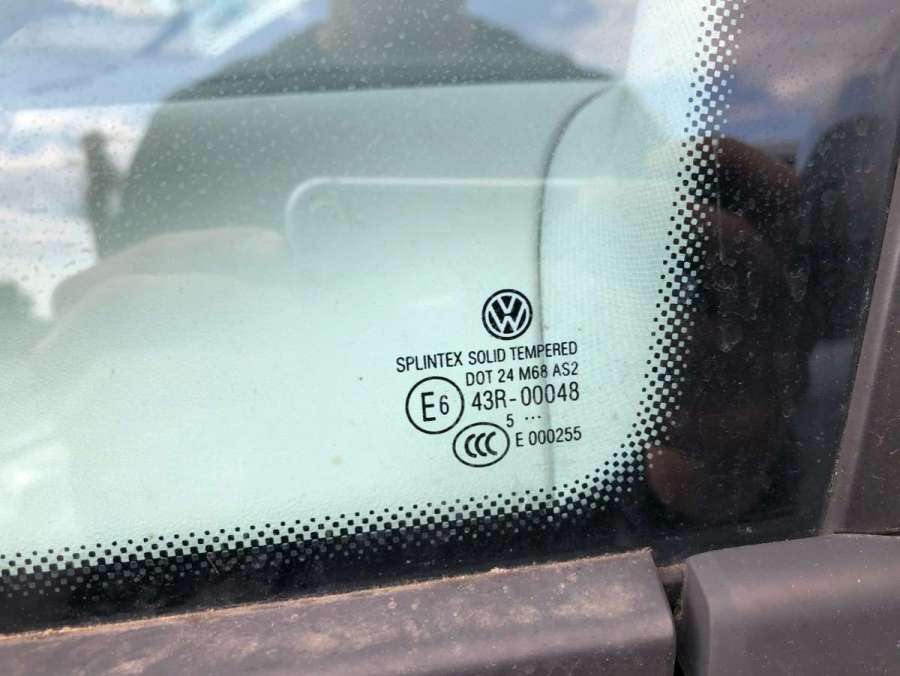 VW
SPLINTEX SOLID TEMPERED
DOT 24 M68 AS2
E6 43R-00048
5 ...
CCC E 000255